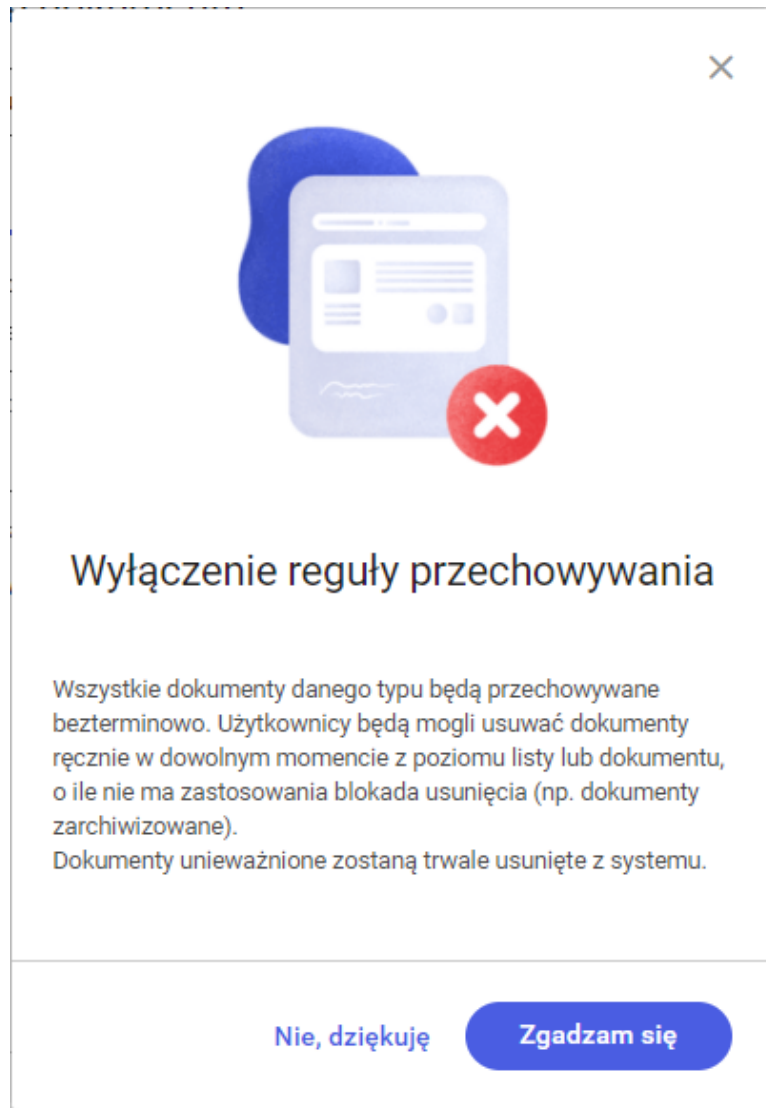 Wyłączenie reguły przechowywania
Wszystkie dokumenty danego typu będą przechowywane
bezterminowo. Użytkownicy będą mogli usuwać dokumenty
ręcznie w dowolnym momencie z poziomu listy lub dokumentu,
o ile nie ma zastosowania blokada usunięcia (np. dokumenty
zarchiwizowane).
Dokumenty unieważnione zostaną trwale usunięte z systemu.
Nie, dziękuję
Zgadzam się